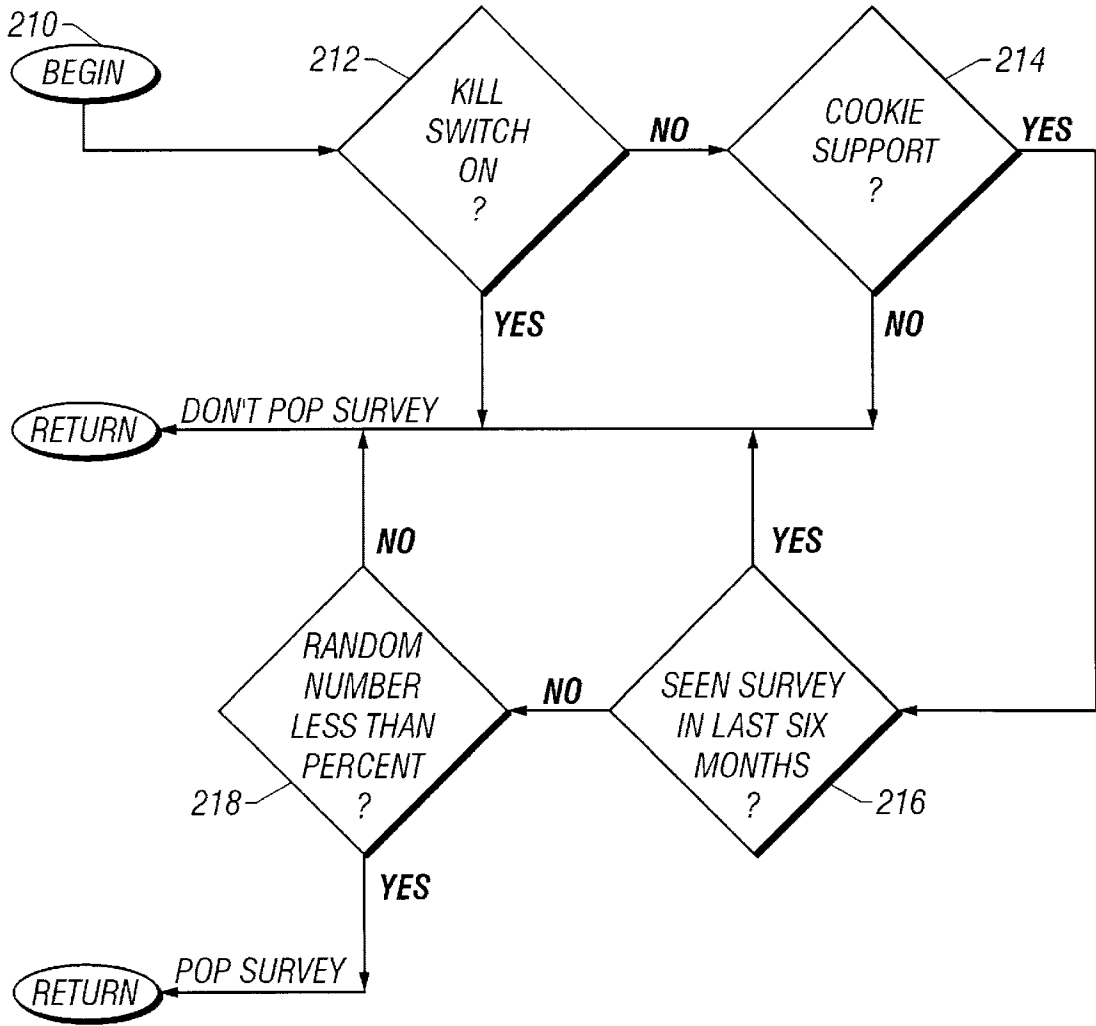 210
BEGIN
212
KILL
SWITCH
ON
?
NO
214
COOKIE
SUPPORT
?
YES
YES
NO
RETURN
DON'T POP SURVEY
NO
YES
RANDOM
NUMBER
LESS THAN
PERCENT
?
218
NO
SEEN SURVEY
IN LAST SIX
MONTHS
?
216
YES
RETURN
POP SURVEY